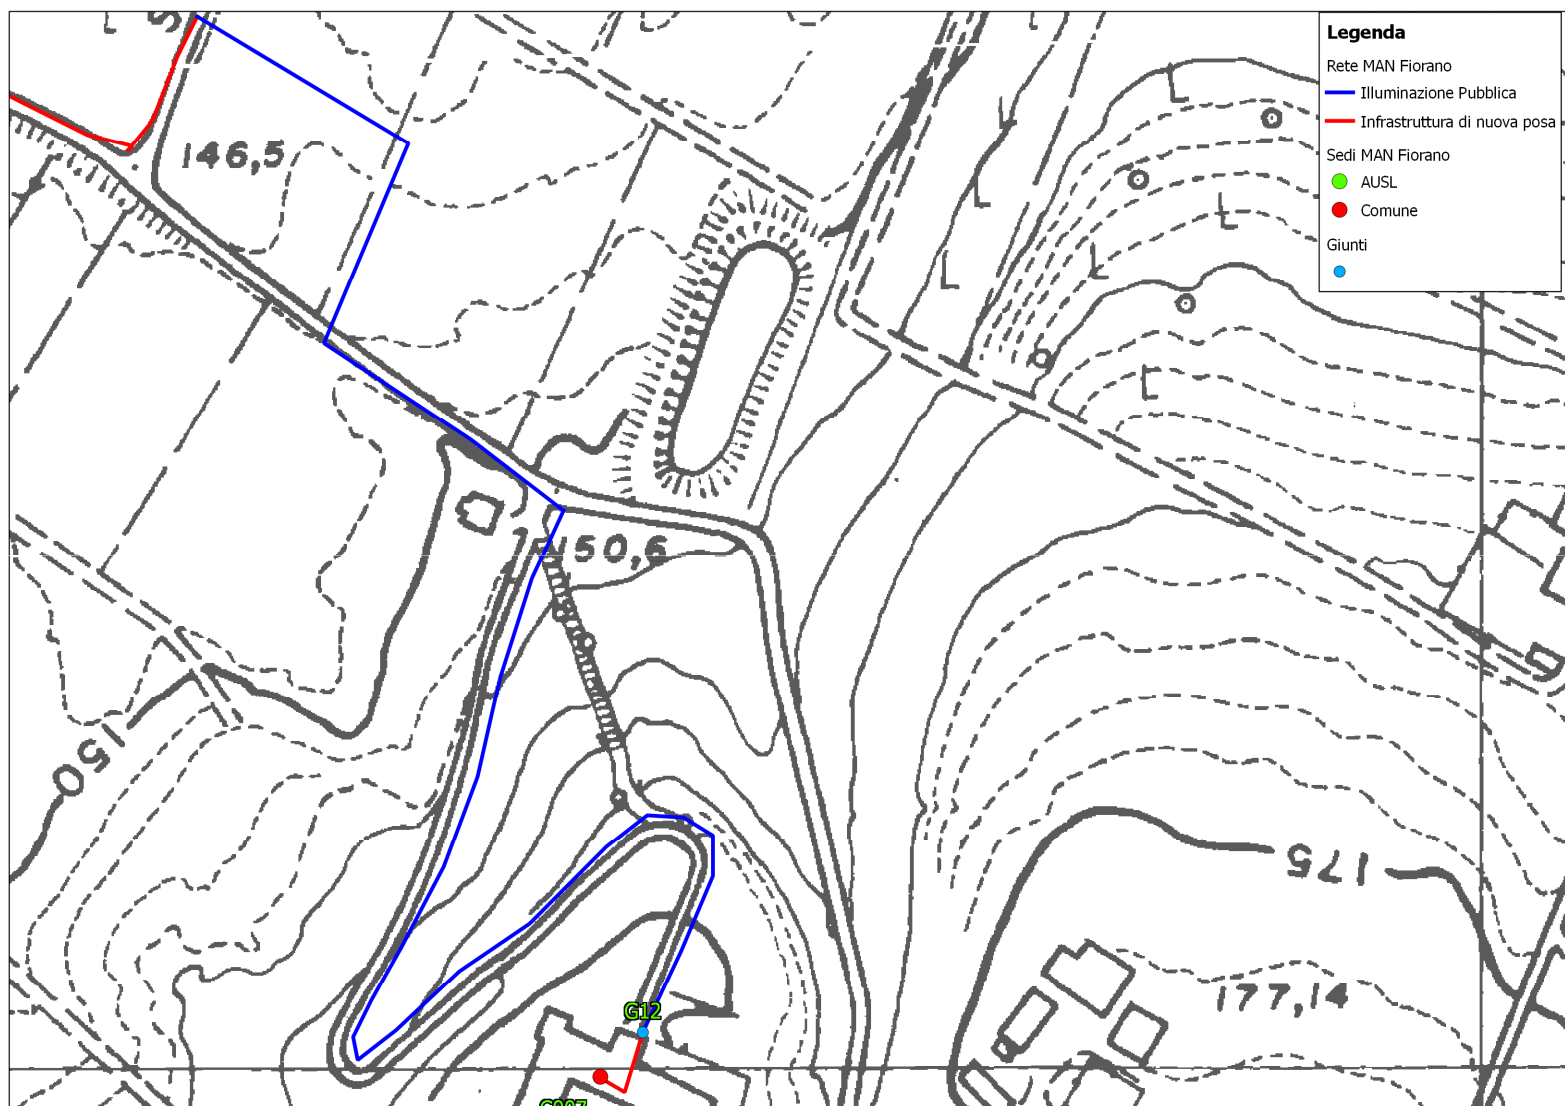 Legenda
Rete MAN Fiorano
Illuminazione Pubblica
Infrastruttura di nuova posa
Sedi MAN Fiorano
AUSL
Comune
Giunti
146,5
150,6
150
175
177,14
L
L
L
L
L
L
L
G12